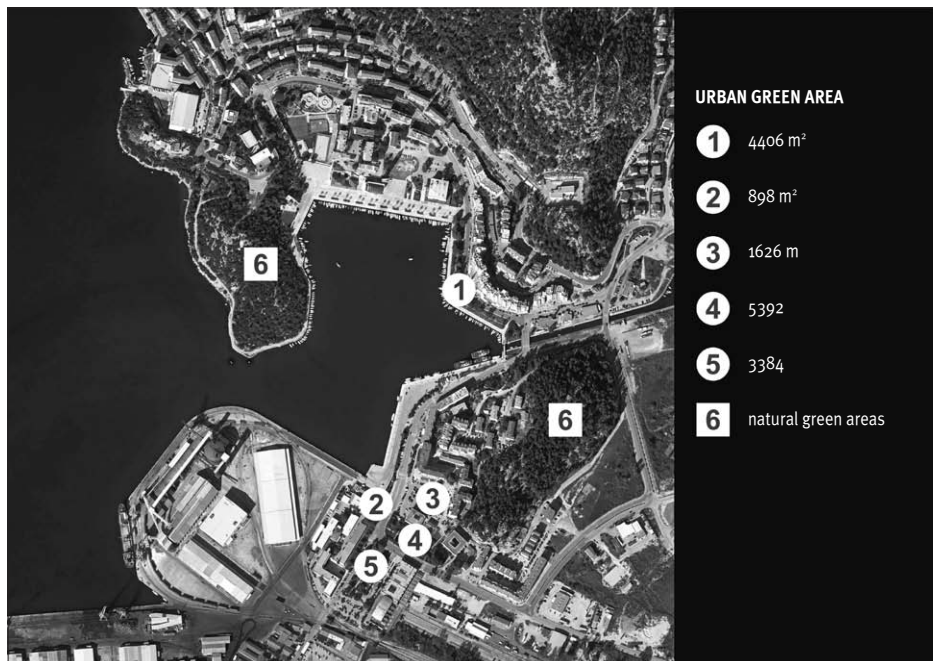 URBAN GREEN AREA
1 4406 m²
2 898 m²
3 1626 m
4 5392
5 3384
6 natural green areas
6
1
6
2
3
4
5